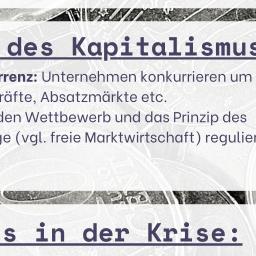 des Kapitalismus
rrenz: Unternehmen konkurrieren um
räfte, Absatzmärkte etc.
den Wettbewerb und das Prinzip des
ge (vgl. freie Marktwirtschaft) regulier
s in der Krise: